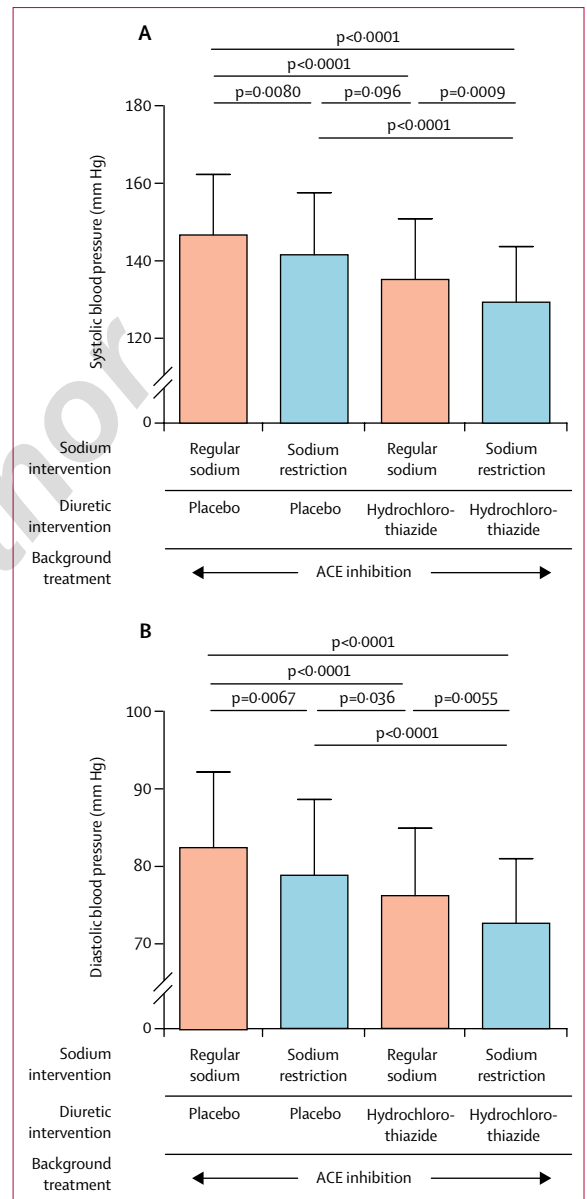 A
p<0·0001
p<0·0001
p=0·0080 p=0·096 p=0·0009
p<0·0001
Systolic blood pressure (mm Hg)
180
160
140
120
0
Sodium intervention Regular sodium Sodium restriction Regular sodium Sodium restriction
Diuretic intervention Placebo Placebo Hydrochloro-thiazide Hydrochloro-thiazide
Background treatment ACE inhibition
B
p<0·0001
p<0·0001
p=0·0067 p=0·036 p=0·0055
p<0·0001
Diastolic blood pressure (mm Hg)
100
90
80
70
0
Sodium intervention Regular sodium Sodium restriction Regular sodium Sodium restriction
Diuretic intervention Placebo Placebo Hydrochloro-thiazide Hydrochloro-thiazide
Background treatment ACE inhibition